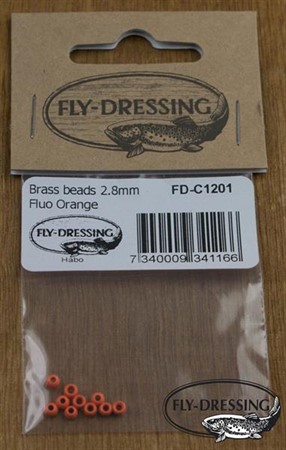 FLY-DRESSING
Brass beads 2.8mm FD-C1201
Fluo Orange
FLY-DRESSING
Habo
7 340009 341166
FLY-DRESSING